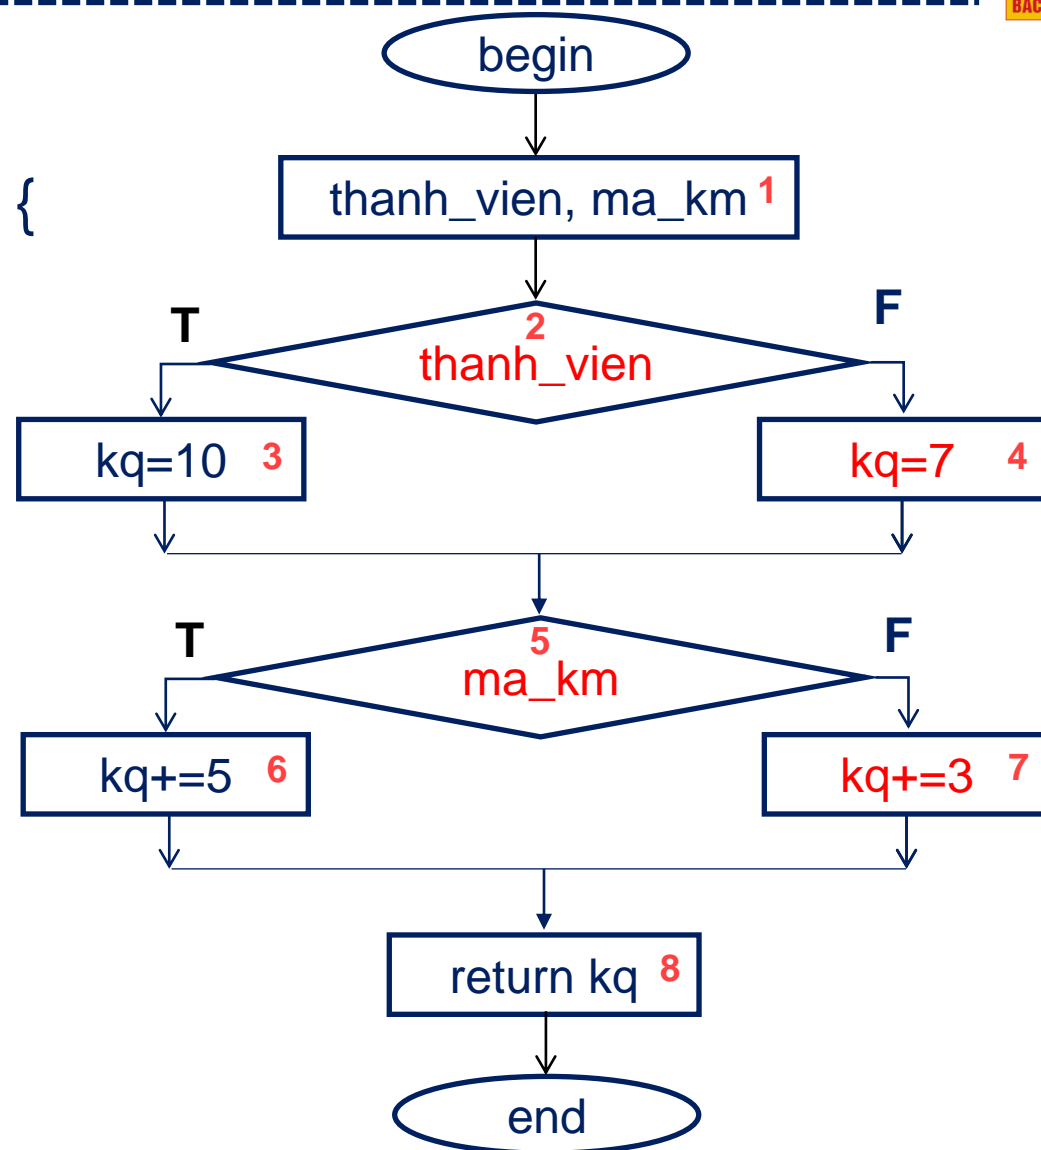 BAC
begin
{
thanh_vien, ma_km 1
T
F
2
thanh_vien
kq=10 3
kq=7 4
T
F
5
ma_km
kq+=5 6
kq+=3 7
return kq 8
end